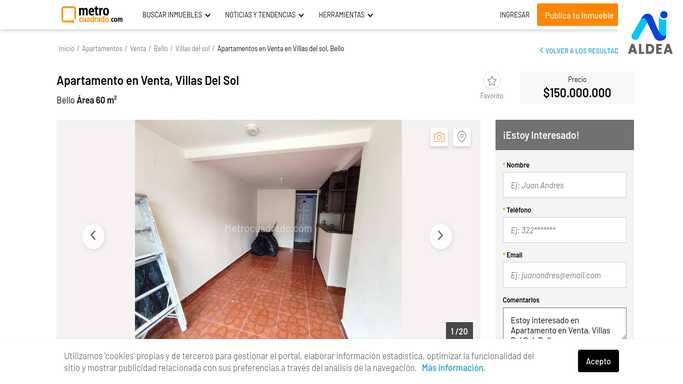 metro
cuadrado.com
BUSCAR INMUEBLES
NOTICIAS Y TENDENCIAS
HERRAMIENTAS
INGRESAR
Publica tu Inmueble
ALDEA
Inicio / Apartamentos / Venta / Bello / Villas del sol / Apartamentos en Venta en Villas del sol, Bello
VOLVER A LOS RESULTAD
Apartamento en Venta, Villas Del Sol
Bello Área 60 m²
Favorito
Precio
$150.000.000
Metrocuadrado.com
1 / 20
¡Estoy Interesado!
* Nombre
Ej: Juan Andres
* Teléfono
Ej: 322*******
* Email
Ej: juanandres@email.com
Comentarios
Estoy interesado en
Apartamento en Venta, Villas
Utilizamos 'cookies' propias y de terceros para gestionar el portal, elaborar información estadística, optimizar la funcionalidad del
sitio y mostrar publicidad relacionada con sus preferencias a través del análisis de la navegación. Más información.
Acepto